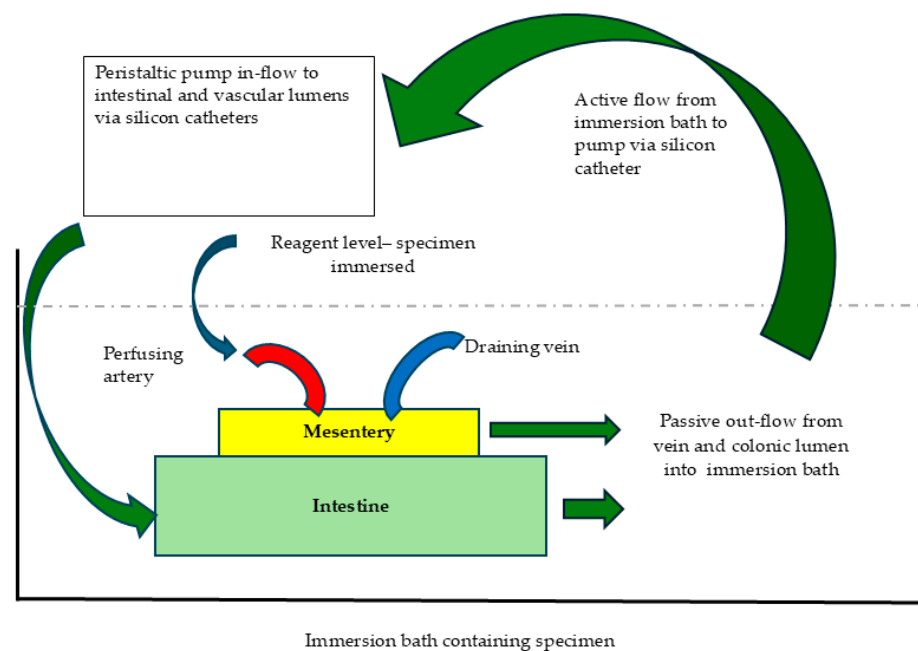 Peristaltic pump in-flow to
intestinal and vascular lumens
via silicon catheters
Active flow from
immersion bath to
pump via silicon
catheter
Reagent level– specimen
immersed
Perfusing
artery
Draining vein
Mesentery
Passive out-flow from
vein and colonic lumen
into immersion bath
Intestine
Immersion bath containing specimen